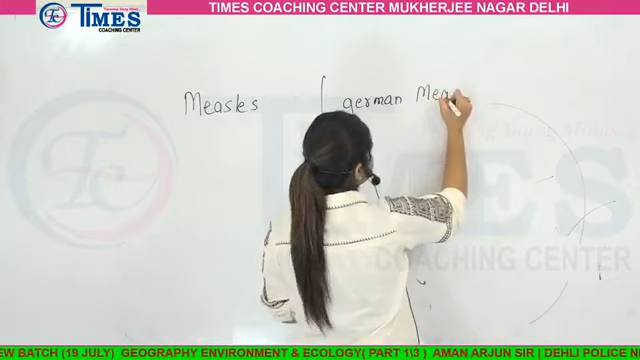 TIMES COACHING CENTER MUKHERJEE NAGAR DELHI
TIMES
COACHING CENTER
Measles german Mea
TIMES
COACHING CENTER
EW BATCH (19 JULY) GEOGRAPHY ENVIRONMENT & ECOLOGY( PART 1\3 ) AMAN ARJUN SIR | DEHLI POLICE N